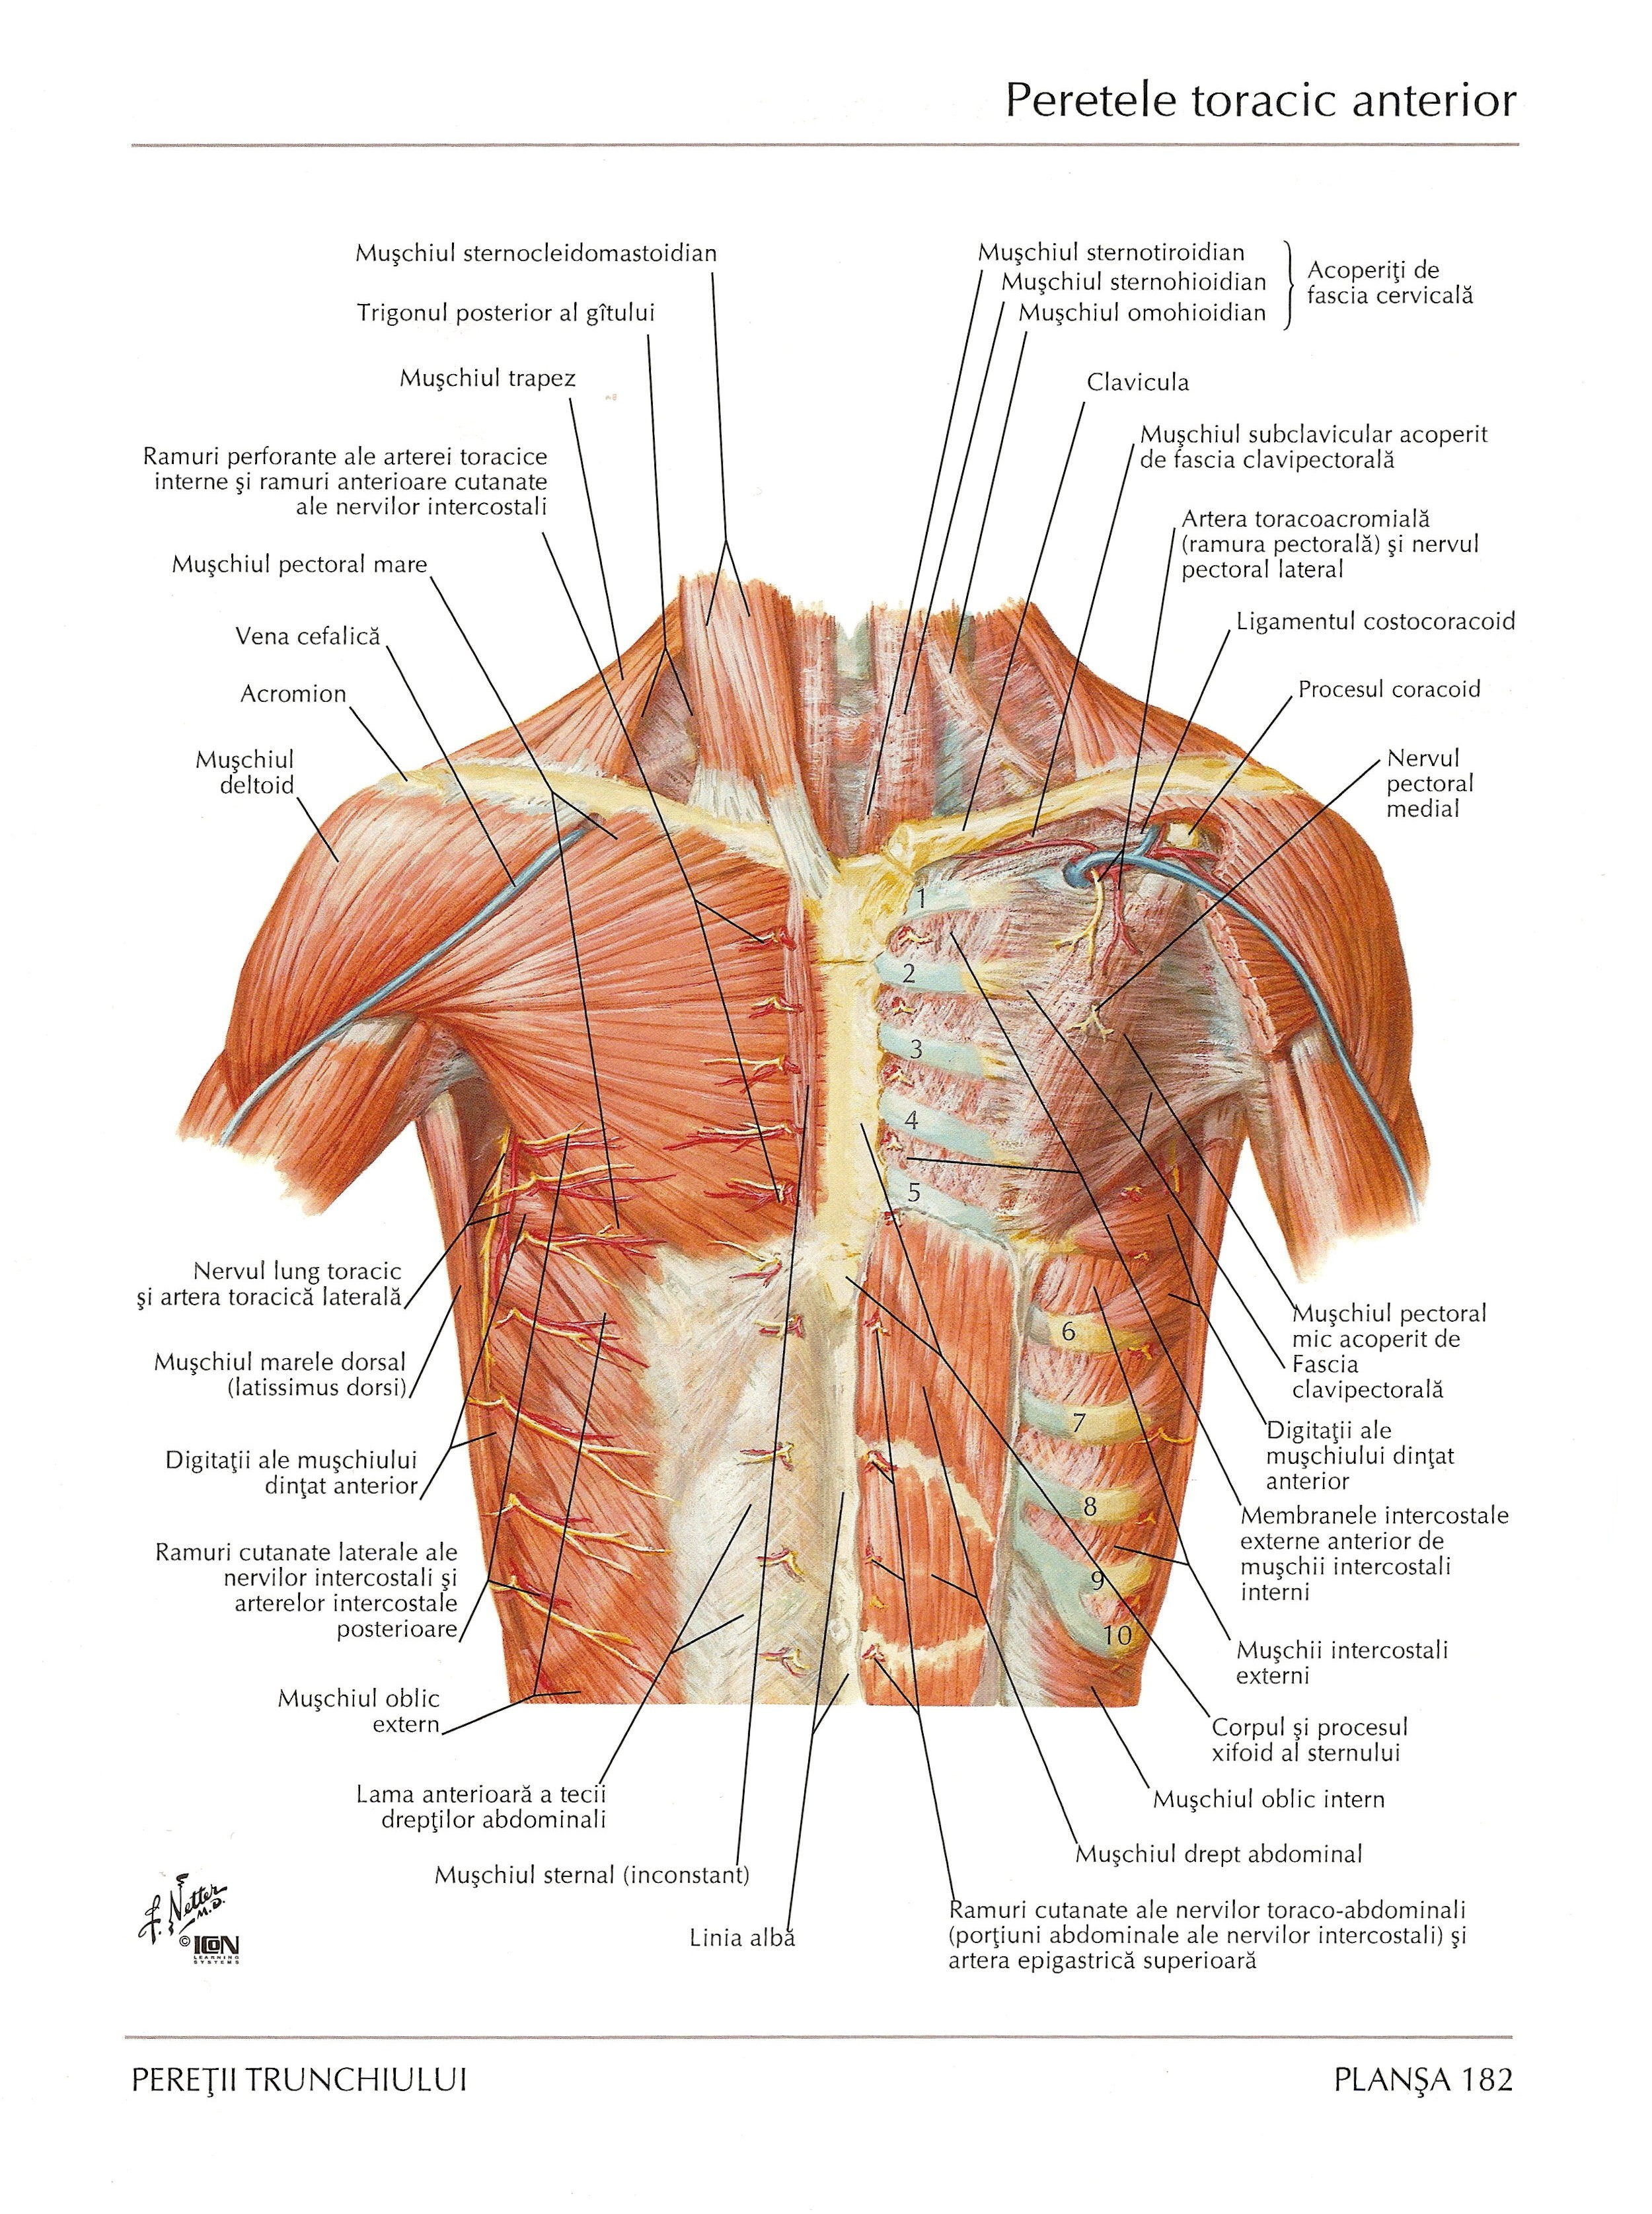 Peretele toracic anterior
Muşchiul sternocleidomastoidian
Trigonul posterior al gîtului
Muşchiul trapez
Ramuri perforante ale arterei toracice
interne şi ramuri anterioare cutanate
ale nervilor intercostali
Muşchiul pectoral mare
Vena cefalică
Acromion
Muşchiul
deltoid
Nervul lung toracic
şi artera toracică laterală
Muşchiul marele dorsal
(latissimus dorsi)
Digitaţii ale muşchiului
dinţat anterior
Ramuri cutanate laterale ale
nervilor intercostali şi
arterelor intercostale
posterioare
Muşchiul oblic
extern
Lama anterioară a tecii
drepţilor abdominali
Muşchiul sternal (inconstant)
Linia albă
Muşchiul sternotiroidian
Muşchiul sternohioidian
Muşchiul omohioidian
Acoperiţi de
fascia cervicală
Clavicula
Muşchiul subclavicular acoperit
de fascia clavipectorală
Artera toracoacromială
(ramura pectorală) şi nervul
pectoral lateral
Ligamentul costocoracoid
Procesul coracoid
Nervul
pectoral
medial
1
2
3
4
5
6
7
8
9
10
Muşchiul pectoral
mic acoperit de
Fascia
clavipectorală
Digitaţii ale
muşchiului dinţat
anterior
Membranele intercostale
externe anterior de
muşchii intercostali
interni
Muşchii intercostali
externi
Corpul şi procesul
xifoid al sternului
Muşchiul oblic intern
Muşchiul drept abdominal
Ramuri cutanate ale nervilor toraco-abdominali
(porţiuni abdominale ale nervilor intercostali) şi
artera epigastrică superioară
F. Netter
M.D.
© ICON
LEARNING
SYSTEMS
PEREŢII TRUNCHIULUI
PLANŞA 182